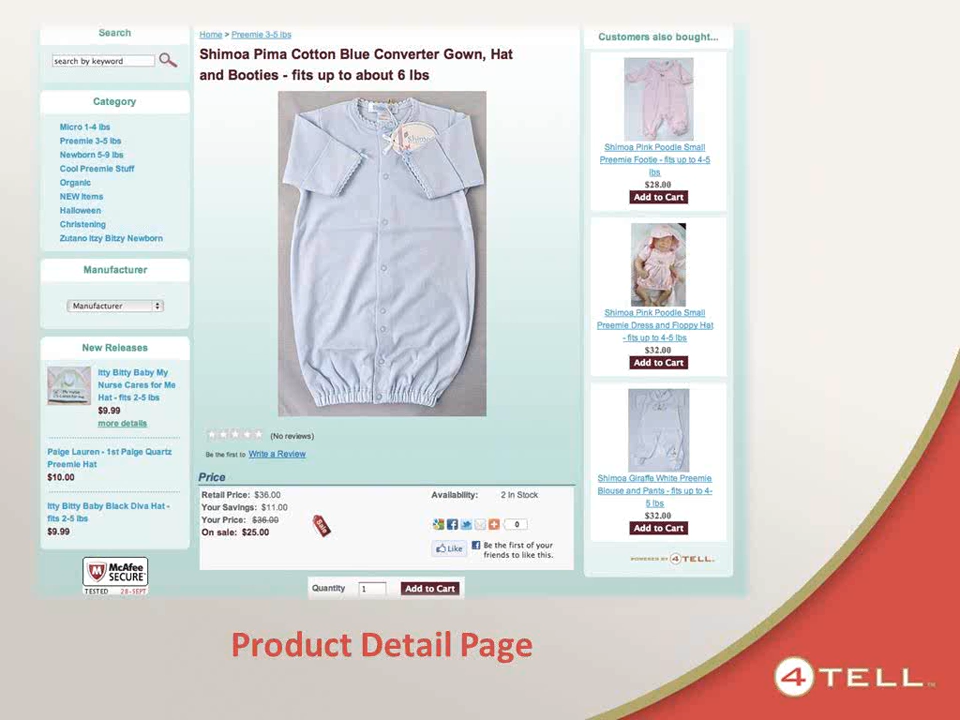 Search
search by keyword
Category
Micro 1-4 lbs
Preemie 3-5 lbs
Newborn 5-9 lbs
Cool Preemie Stuff
Organic
NEW Items
Halloween
Christening
Zutano Itzy Bitzy Newborn
Manufacturer
Manufacturer
New Releases
Itty Bitty Baby My
Nurse Cares for Me
Hat - fits 2-5 lbs
$9.99
more details
Paige Lauren - 1st Paige Quartz
Preemie Hat
$10.00
Itty Bitty Baby Black Diva Hat -
fits 2-5 lbs
$9.99
McAfee
SECURE
TESTED 28-SEPT
Home > Preemie 3-5 lbs
Shimoa Pima Cotton Blue Converter Gown, Hat
and Booties - fits up to about 6 lbs
(No reviews)
Be the first to Write a Review
Price
Retail Price: $36.00
Your Savings: $11.00
Your Price: $36.00
On sale: $25.00
Sale
Availability: 2 In Stock
0
Like
Be the first of your
friends to like this.
Quantity 1 Add to Cart
Customers also bought...
Shimoa Pink Poodle Small
Preemie Footie - fits up to 4-5
lbs
$28.00
Add to Cart
Shimoa Pink Poodle Small
Preemie Dress and Floppy Hat
- fits up to 4-5 lbs
$32.00
Add to Cart
Shimoa Giraffe White Preemie
Blouse and Pants - fits up to 4-
5 lbs
$32.00
Add to Cart
POWERED BY 4TELL
Product Detail Page
4TELL